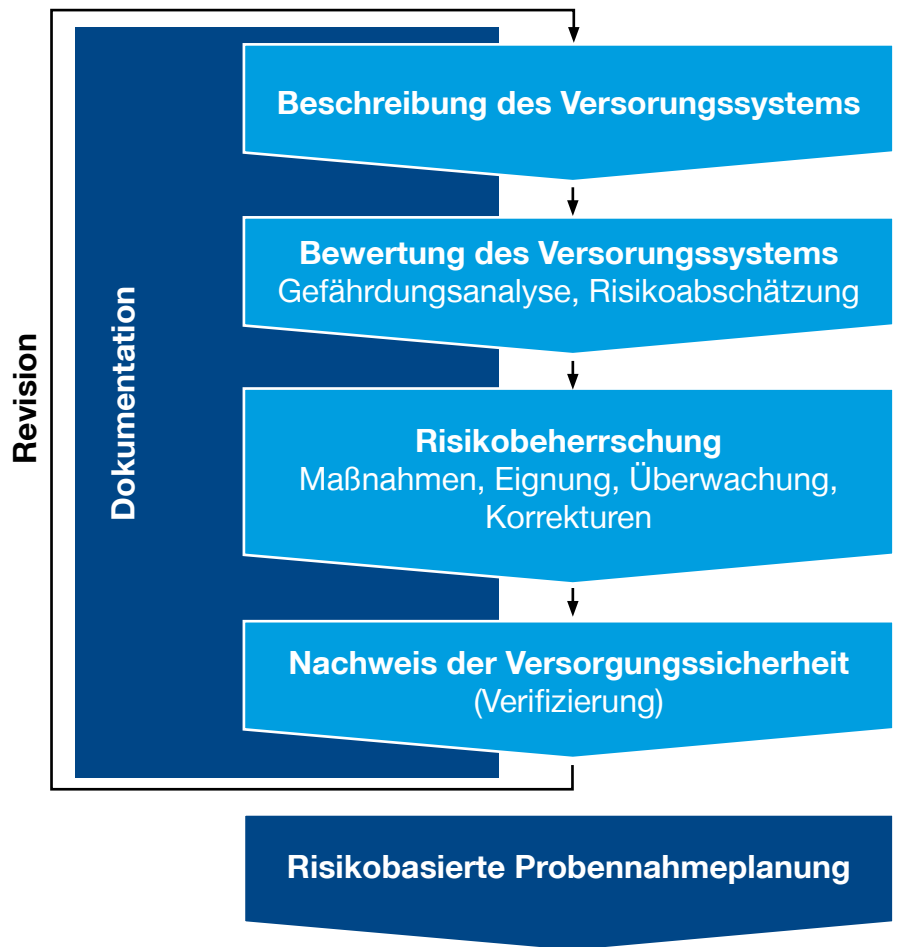 Revision
Dokumentation
Beschreibung des Versorungssystems
Bewertung des Versorungssystems
Gefährdungsanalyse, Risikoabschätzung
Risikobeherrschung
Maßnahmen, Eignung, Überwachung,
Korrekturen
Nachweis der Versorgungssicherheit
(Verifizierung)
Risikobasierte Probennahmeplanung